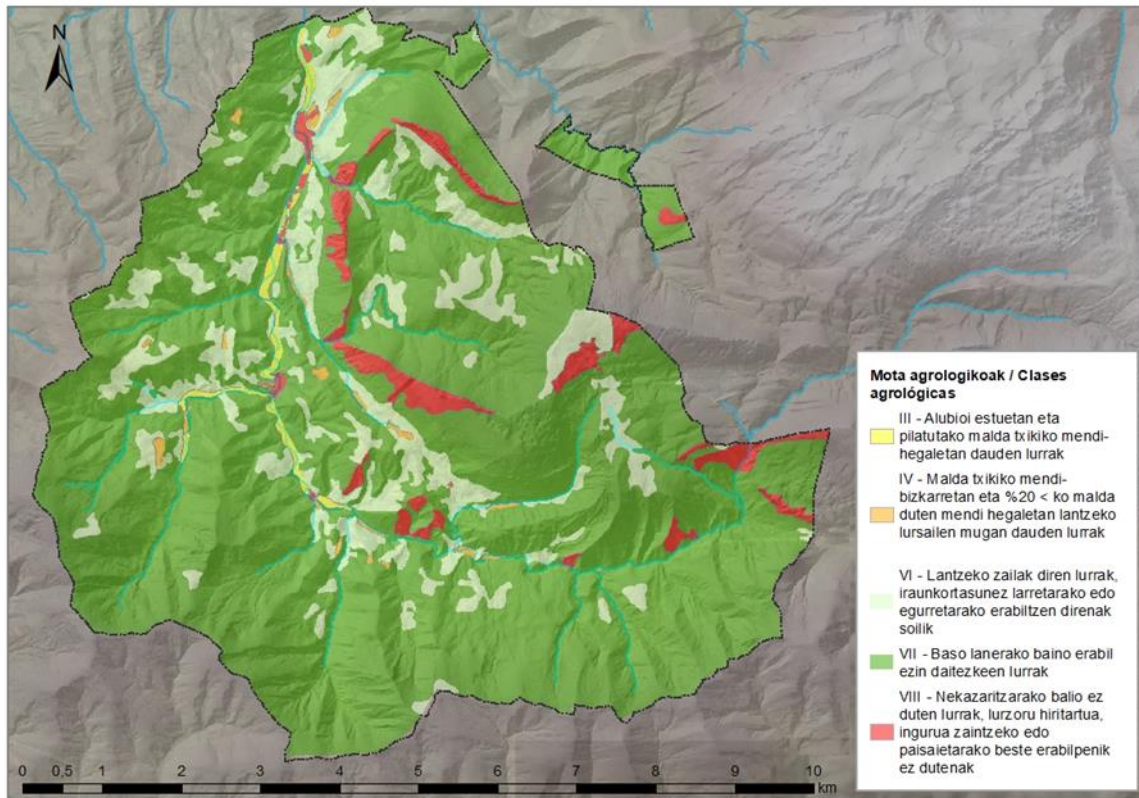 N
Mota agrologikoak / Clases
agrológicas
III - Alubioi estuetan eta
pilatutako malda txikiko mendi-
hegaletan dauden lurrak
IV - Malda txikiko mendi-
bizkarretan eta %20 < ko malda
duten mendi hegaletan lantzeko
lursailen mugan dauden lurrak
VI - Lantzeko zailak diren lurrak,
iraunkortasunez larretarako edo
egurretarako erabiltzen direnak
soilik
VII - Baso lanerako baino erabil
ezin daitezkeen lurrak
VIII - Nekazaritzarako balio ez
duten lurrak, lurzoru hiritartua,
ingurua zaintzeko edo
paisaietarako beste erabilpenik
ez dutenak
0 0,5 1 2 3 4 5 6 7 8 9 10
km